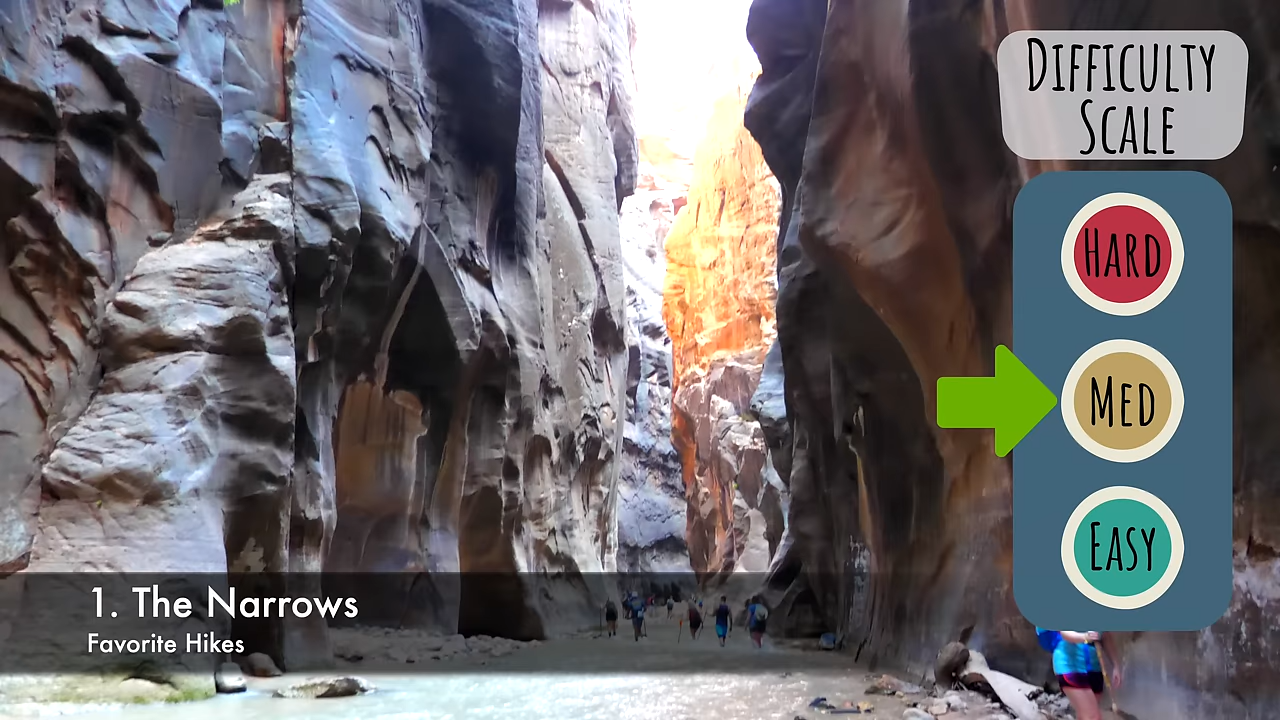 Difficulty
Scale
Hard
Med
Easy
1. The Narrows
Favorite Hikes